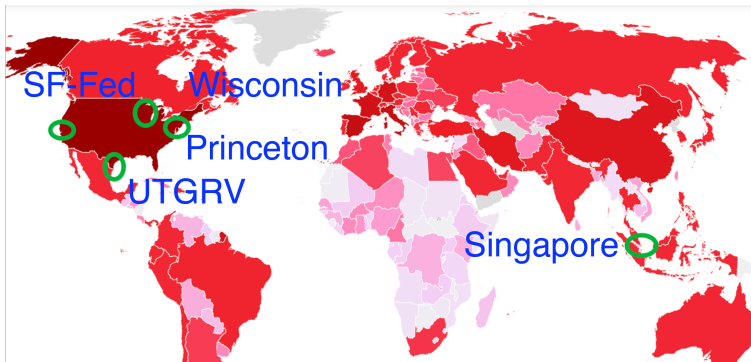 SF-Fed
Wisconsin
Princeton
UTGRV
Singapore